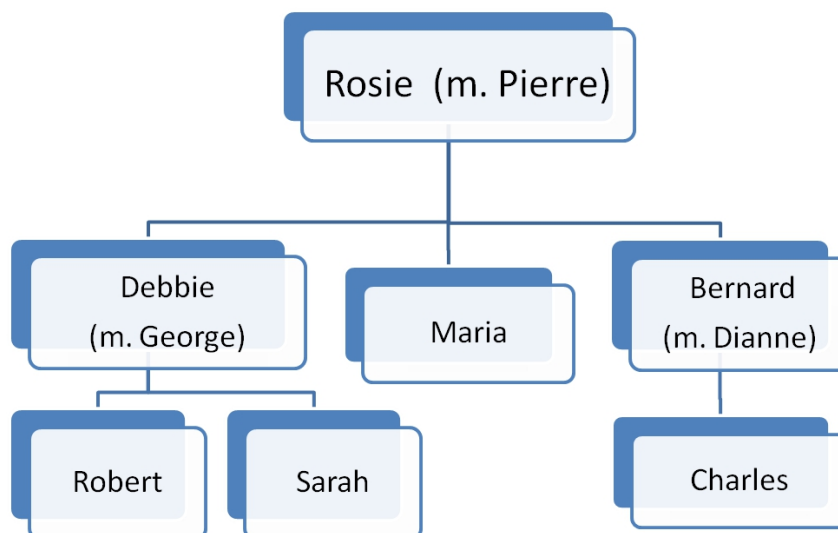 Rosie (m. Pierre)
Debbie
(m. George)
Maria
Bernard
(m. Dianne)
Robert
Sarah
Charles